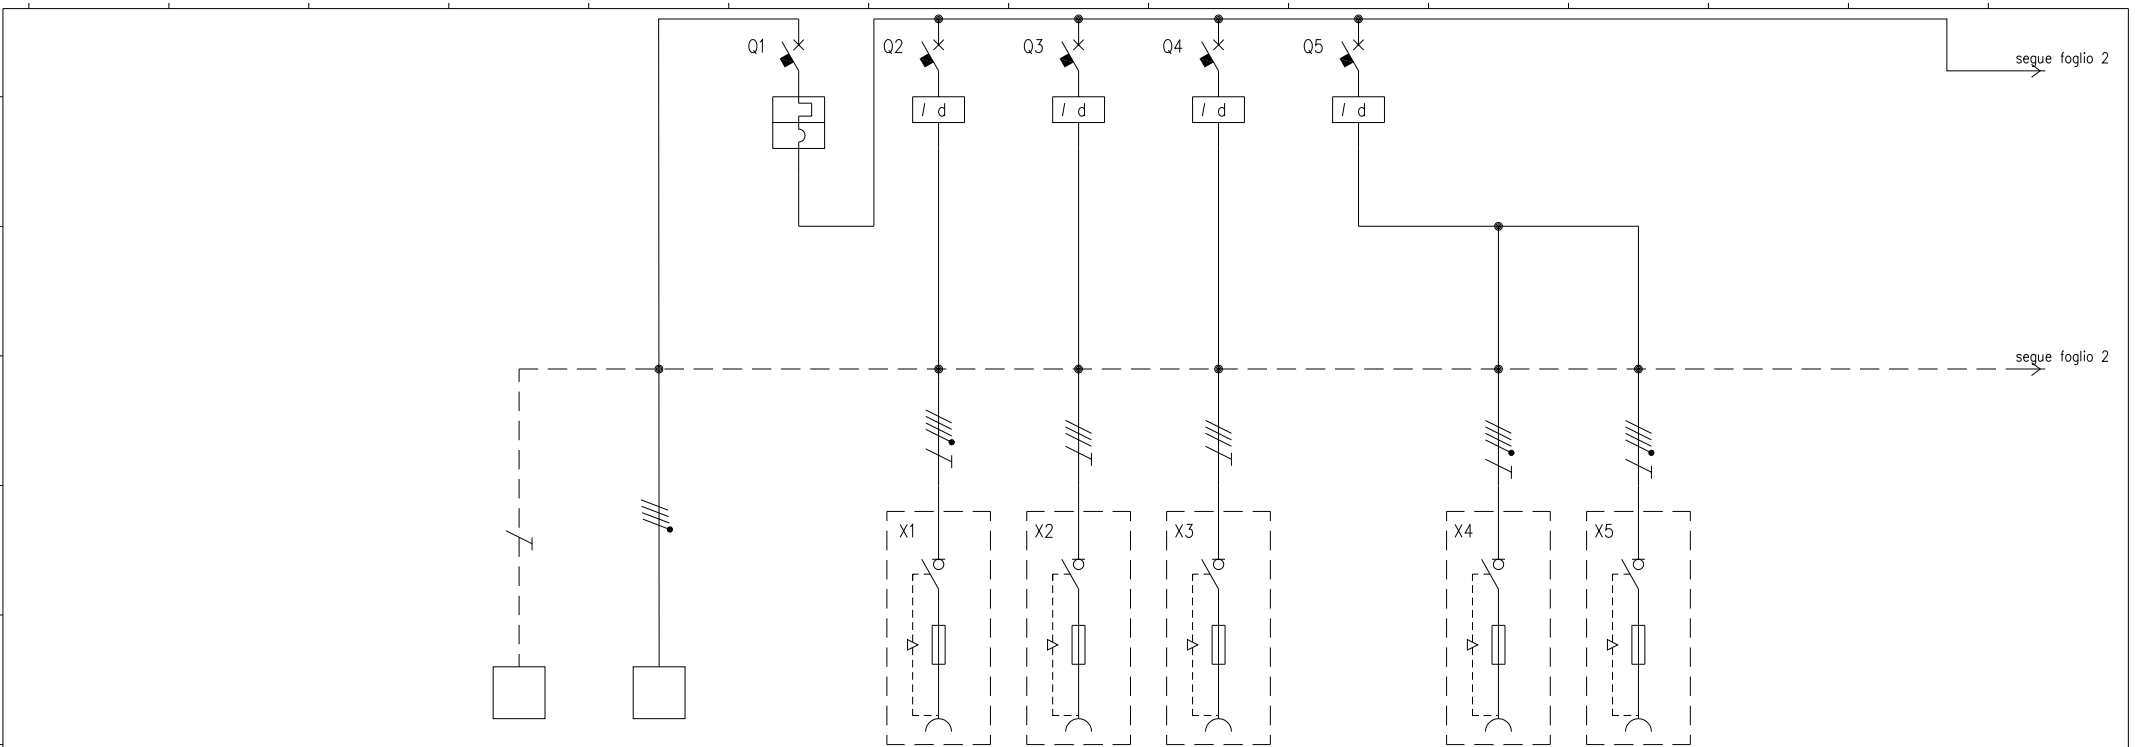 Q1 Q2 Q3 Q4 Q5
segue foglio 2
I d I d I d I d
segue foglio 2
X1 X2 X3 X4 X5